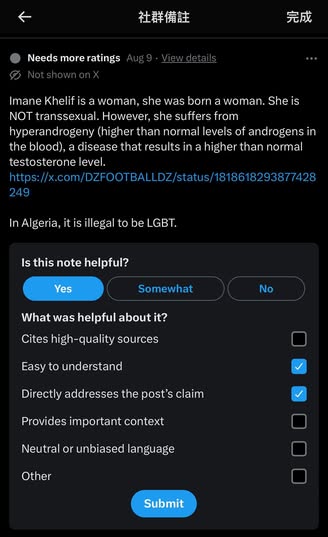 社群備註
完成
Needs more ratings Aug 9 · View details
Not shown on X
Imane Khelif is a woman, she was born a woman. She is
NOT transsexual. However, she suffers from
hyperandrogeny (higher than normal levels of androgens in
the blood), a disease that results in a higher than normal
testosterone level.
https://x.com/DZFOOTBALLDZ/status/1818618293877428
249
In Algeria, it is illegal to be LGBT.
Is this note helpful?
Yes
Somewhat
No
What was helpful about it?
Cites high-quality sources
Easy to understand
Directly addresses the post's claim
Provides important context
Neutral or unbiased language
Other
Submit